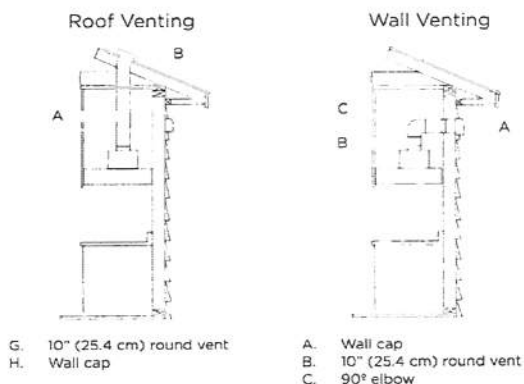 Roof Venting
B
A
G. 10" (25.4 cm) round vent
H. Wall cap
Wall Venting
C
B
A
A. Wall cap
B. 10" (25.4 cm) round vent
C. 90º elbow